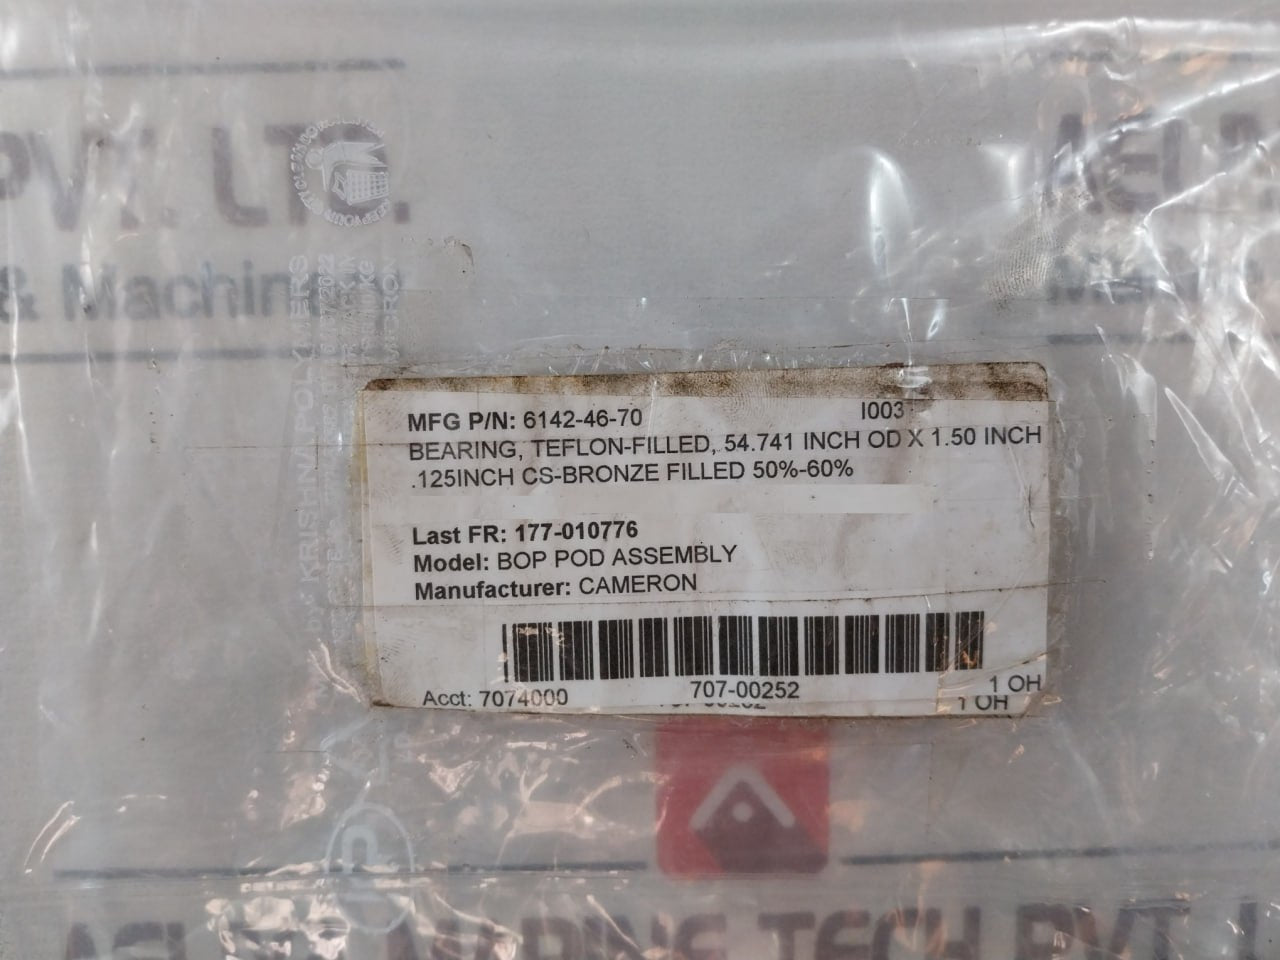 PVT. LTD.
& Machine
MFG P/N: 6142-46-70 I003
BEARING, TEFLON-FILLED, 54.741 INCH OD X 1.50 INCH
.125INCH CS-BRONZE FILLED 50%-60%
Last FR: 177-010776
Model: BOP POD ASSEMBLY
Manufacturer: CAMERON
Acct: 7074000 707-00252 1 OH
1 OH
MARINE TECH PVT. L